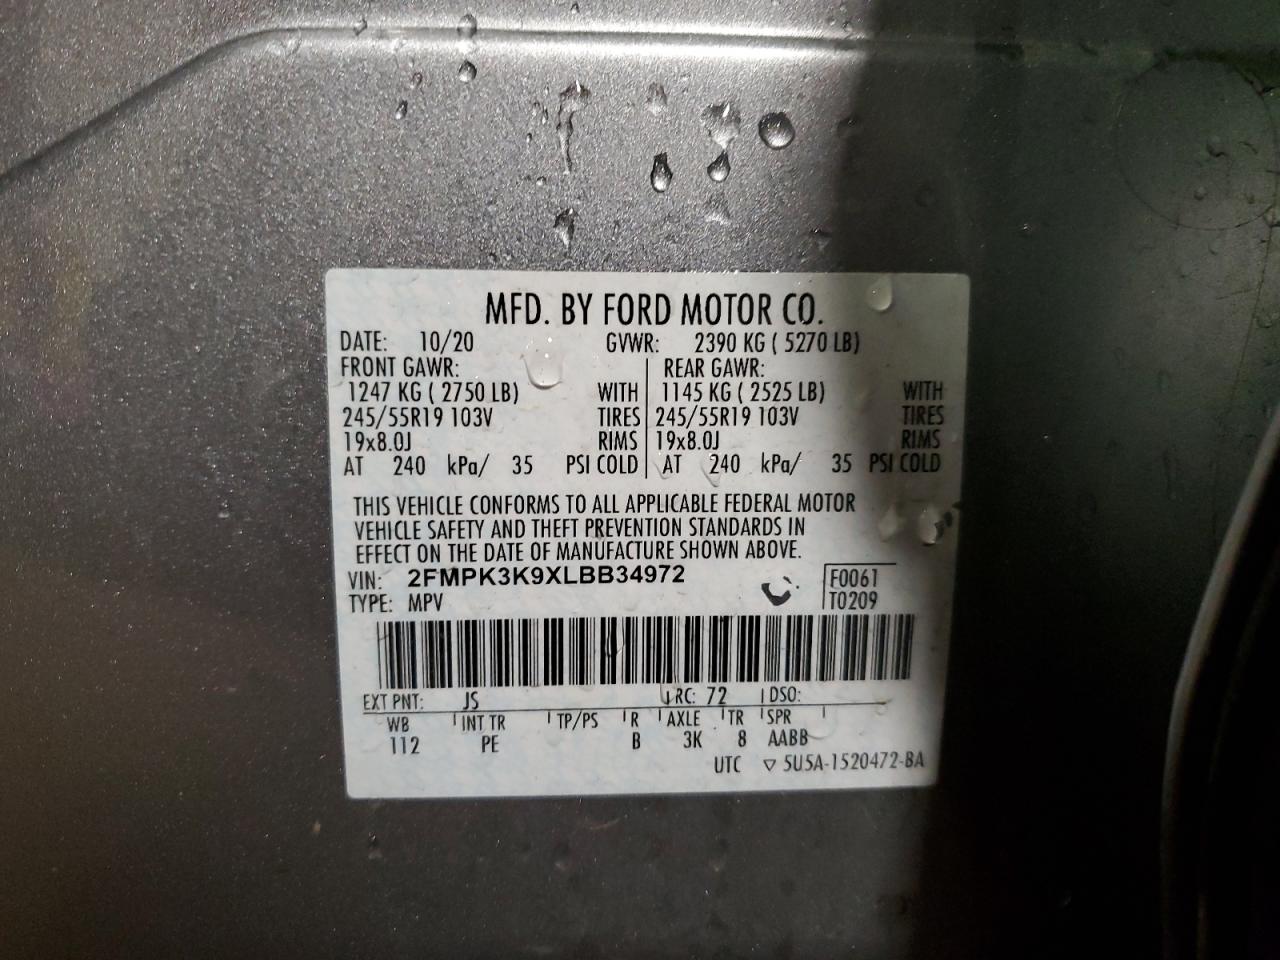 MFD. BY FORD MOTOR CO.
DATE: 10/20 GVWR: 2390 KG ( 5270 LB)
FRONT GAWR: REAR GAWR:
1247 KG ( 2750 LB) WITH 1145 KG ( 2525 LB) WITH
245/55R19 103V TIRES 245/55R19 103V TIRES
19x8.0J RIMS 19x8.0J RIMS
AT 240 kPa/ 35 PSI COLD AT 240 kPa/ 35 PSI COLD
THIS VEHICLE CONFORMS TO ALL APPLICABLE FEDERAL MOTOR
VEHICLE SAFETY AND THEFT PREVENTION STANDARDS IN
EFFECT ON THE DATE OF MANUFACTURE SHOWN ABOVE.
VIN: 2FMPK3K9XLBB34972 F0061
TYPE: MPV T0209
EXT PNT: JS RC: 72 DSO:
WB INT TR TP/PS R AXLE TR SPR
112 PE B 3K 8 AABB
UTC ▽ 5U5A-1520472-BA